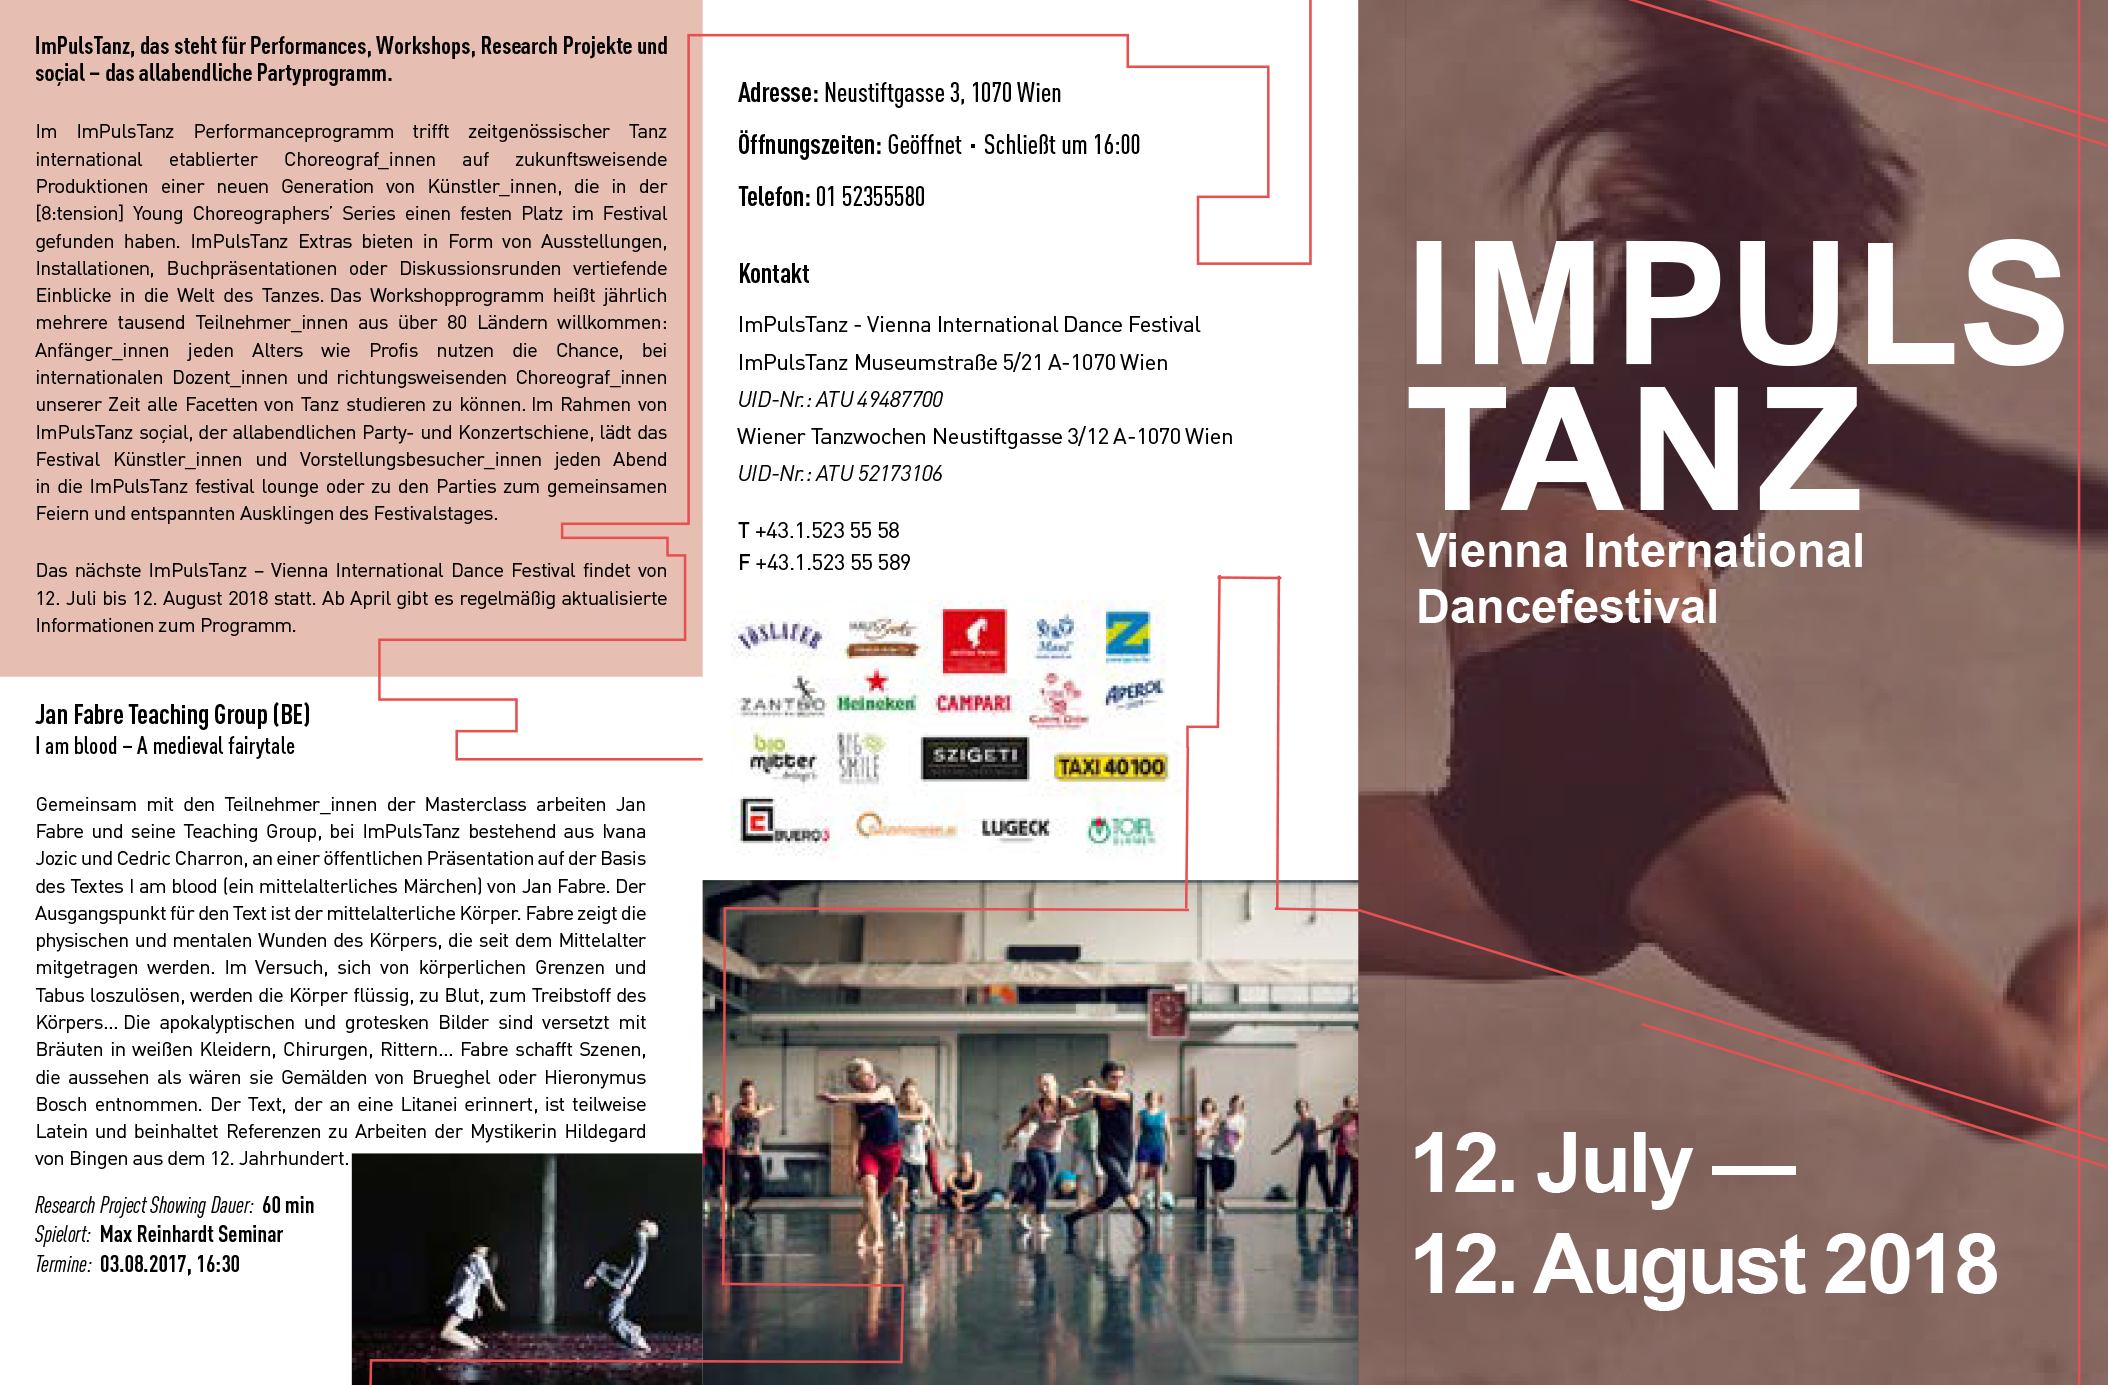 ImPulsTanz, das steht für Performances, Workshops, Research Projekte und
soçial – das allabendliche Partyprogramm.
Im ImPulsTanz Performanceprogramm trifft zeitgenössischer Tanz
international etablierter Choreograf_innen auf zukunftsweisende
Produktionen einer neuen Generation von Künstler_innen, die in der
[8:tension] Young Choreographers’ Series einen festen Platz im Festival
gefunden haben. ImPulsTanz Extras bieten in Form von Ausstellungen,
Installationen, Buchpräsentationen oder Diskussionsrunden vertiefende
Einblicke in die Welt des Tanzes. Das Workshopprogramm heißt jährlich
mehrere tausend Teilnehmer_innen aus über 80 Ländern willkommen:
Anfänger_innen jeden Alters wie Profis nutzen die Chance, bei
internationalen Dozent_innen und richtungsweisenden Choreograf_innen
unserer Zeit alle Facetten von Tanz studieren zu können. Im Rahmen von
ImPulsTanz soçial, der allabendlichen Party- und Konzertschiene, lädt das
Festival Künstler_innen und Vorstellungsbesucher_innen jeden Abend
in die ImPulsTanz festival lounge oder zu den Parties zum gemeinsamen
Feiern und entspannten Ausklingen des Festivalstages.
Das nächste ImPulsTanz – Vienna International Dance Festival findet von
12. Juli bis 12. August 2018 statt. Ab April gibt es regelmäßig aktualisierte
Informationen zum Programm.
Jan Fabre Teaching Group (BE)
I am blood – A medieval fairytale
Gemeinsam mit den Teilnehmer_innen der Masterclass arbeiten Jan
Fabre und seine Teaching Group, bei ImPulsTanz bestehend aus Ivana
Jozic und Cedric Charron, an einer öffentlichen Präsentation auf der Basis
des Textes I am blood (ein mittelalterliches Märchen) von Jan Fabre. Der
Ausgangspunkt für den Text ist der mittelalterliche Körper. Fabre zeigt die
physischen und mentalen Wunden des Körpers, die seit dem Mittelalter
mitgetragen werden. Im Versuch, sich von körperlichen Grenzen und
Tabus loszulösen, werden die Körper flüssig, zu Blut, zum Treibstoff des
Körpers... Die apokalyptischen und grotesken Bilder sind versetzt mit
Bräuten in weißen Kleidern, Chirurgen, Rittern... Fabre schafft Szenen,
die aussehen als wären sie Gemälden von Brueghel oder Hieronymus
Bosch entnommen. Der Text, der an eine Litanei erinnert, ist teilweise
Latein und beinhaltet Referenzen zu Arbeiten der Mystikerin Hildegard
von Bingen aus dem 12. Jahrhundert.
Research Project Showing Dauer: 60 min
Spielort: Max Reinhardt Seminar
Termine: 03.08.2017, 16:30
Adresse: Neustiftgasse 3, 1070 Wien
Öffnungszeiten: Geöffnet · Schließt um 16:00
Telefon: 01 52355580
Kontakt
ImPulsTanz - Vienna International Dance Festival
ImPulsTanz Museumstraße 5/21 A-1070 Wien
UID-Nr.: ATU 49487700
Wiener Tanzwochen Neustiftgasse 3/12 A-1070 Wien
UID-Nr.: ATU 52173106
T +43.1.523 55 58
F +43.1.523 55 589
VÖSLAUER
Z
ZANTHO Heineken CAMPARI APEROL
bio mitter BIG SMILE SZIGETI TAXI 40100
BUERO3 LUGECK TOIFL
IMPULS
TANZ
Vienna International
Dancefestival
12. July —
12. August 2018